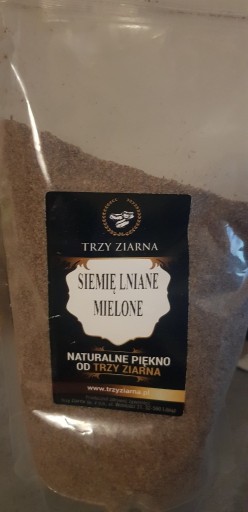 TRZY ZIARNA
SIEMIĘ LNIANE
MIELONE
NATURALNE PIĘKNO
OD TRZY ZIARNA
www.trzyziarna.pl